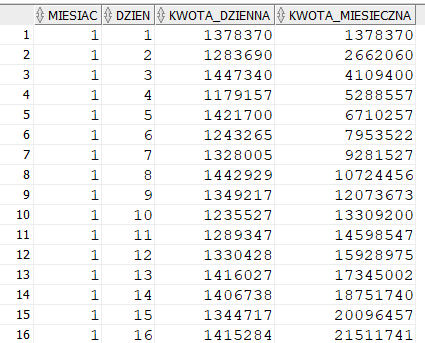 MIESIAC DZIEN KWOTA_DZIENNA KWOTA_MIESIECZNA
1 1 1 1378370 1378370
2 1 2 1283690 2662060
3 1 3 1447340 4109400
4 1 4 1179157 5288557
5 1 5 1421700 6710257
6 1 6 1243265 7953522
7 1 7 1328005 9281527
8 1 8 1442929 10724456
9 1 9 1349217 12073673
10 1 10 1235527 13309200
11 1 11 1289347 14598547
12 1 12 1330428 15928975
13 1 13 1416027 17345002
14 1 14 1406738 18751740
15 1 15 1344717 20096457
16 1 16 1415284 21511741